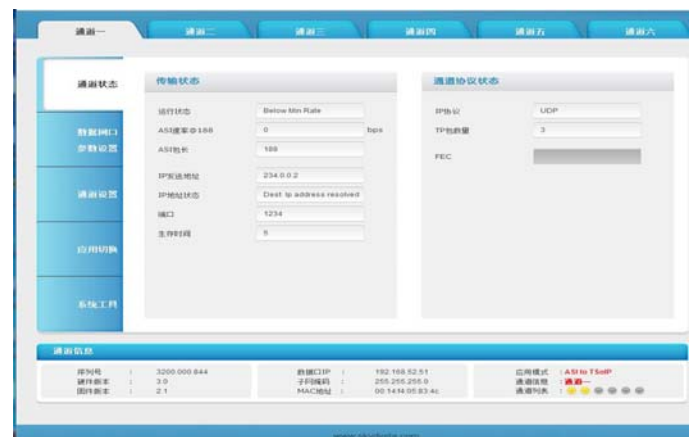 通道一 通道二 通道三 通道四 通道五 通道六
通道状态
数据网口
参数设置
通道设置
应用切换
系统工具
传输状态
运行状态 Below Min Rate
ASI速率@188 0 bps
ASI包长 188
IP发送地址 234.0.0.2
IP地址状态 Dest Ip address resolved
端口 1234
生存时间 5
通道协议状态
IP协议 UDP
TP包数量 3
FEC
通道信息
序列号 : 3200.000.844
硬件版本 : 3.0
固件版本 : 2.1
数据口IP : 192.168.52.51
子网掩码 : 255.255.255.0
MAC地址 : 00:14:f4:05:83:4c
应用模式 : ASI to TSoIP
通道信息 : 通道一
通道列表 :